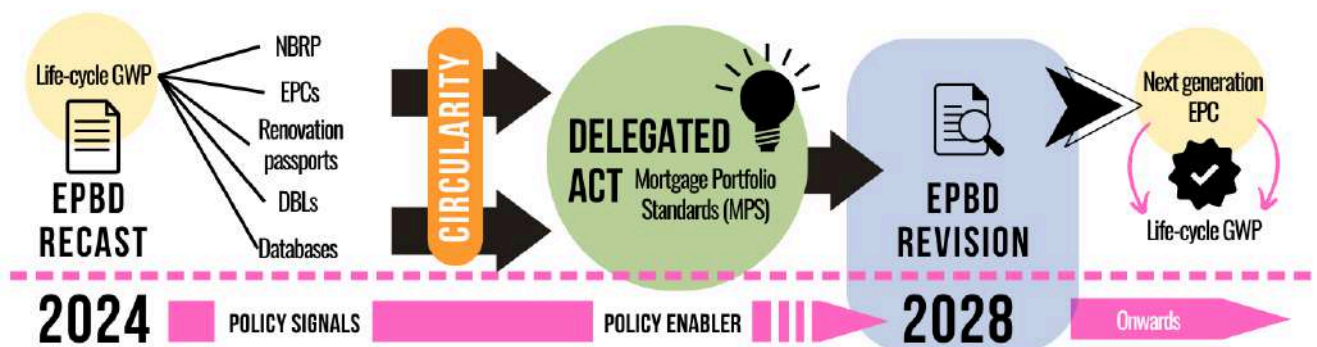 Life-cycle GWP
EPBD
RECAST
NBRP
EPCs
Renovation
passports
DBLs
Databases
CIRCULARITY
DELEGATED
ACT
Mortgage Portfolio
Standards (MPS)
EPBD
REVISION
Next generation
EPC
Life-cycle GWP
2024
POLICY SIGNALS
POLICY ENABLER
2028
Onwards